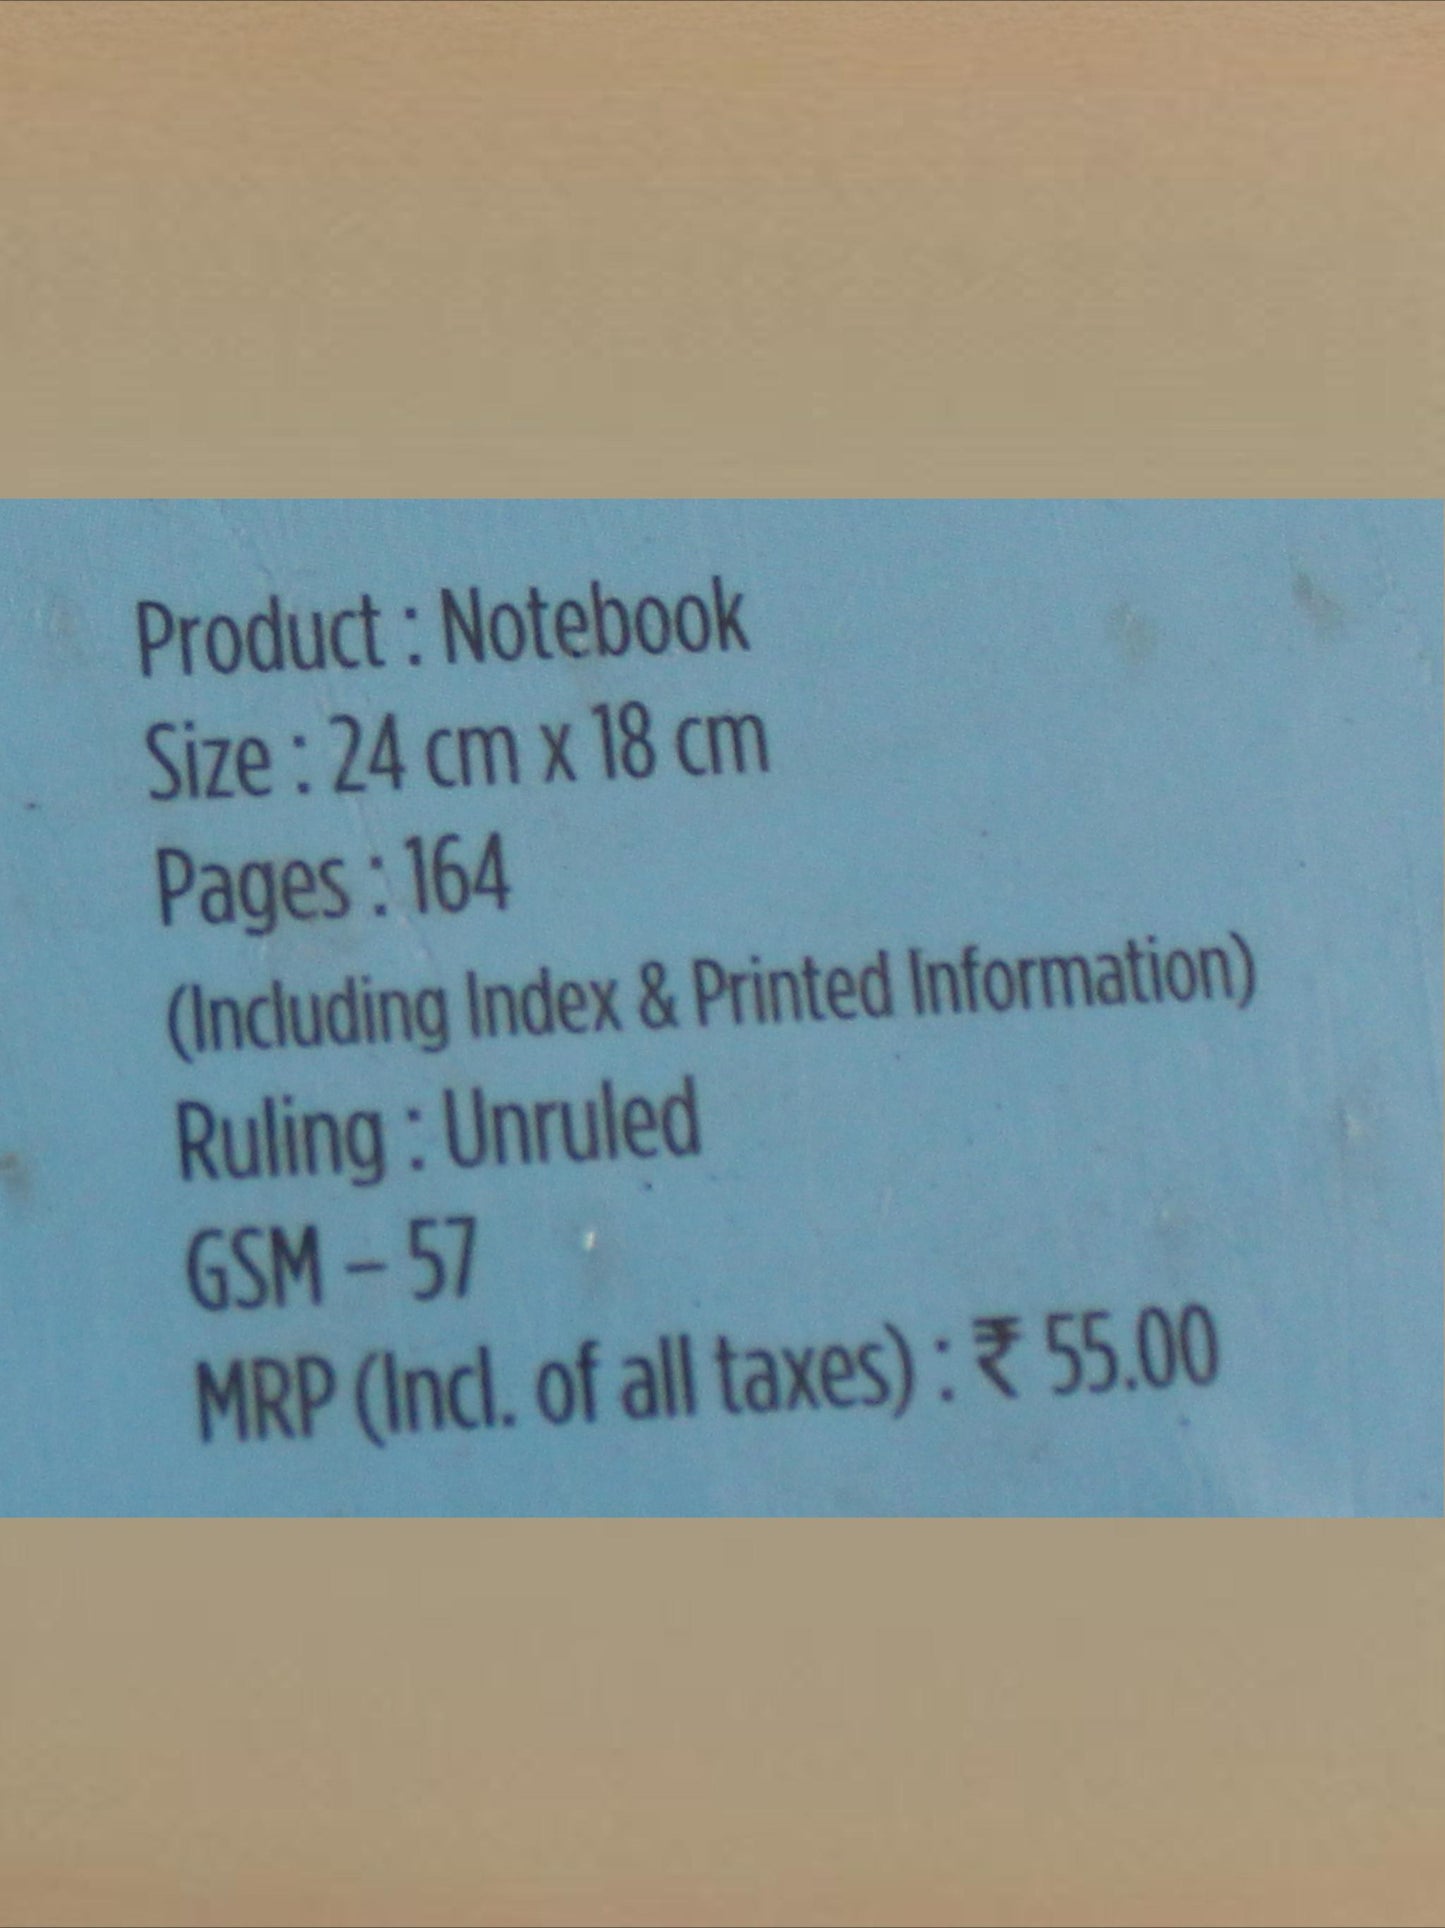 Product : Notebook
Size : 24 cm x 18 cm
Pages : 164
(Including Index & Printed Information)
Ruling : Unruled
GSM – 57
MRP (Incl. of all taxes) : ₹ 55.00